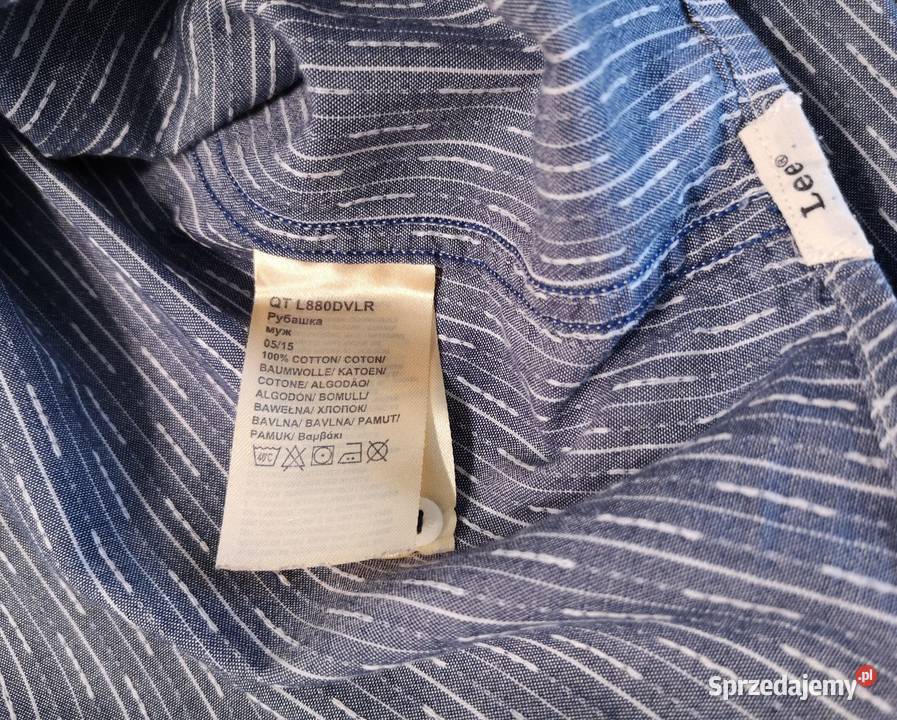 Lee®
QT L880DVLR
Рубашка
муж
05/15
100% COTTON/ COTON/
BAUMWOLLE/ KATOEN/
COTONE/ ALGODÃO/
ALGODÓN/ BOMULL/
BAWEŁNA/ ХЛОПОК/
BAVLNA/ BAVLNA/ PAMUT/
PAMUK/ Βαμβάκι
40°C
Sprzedajemy.pl